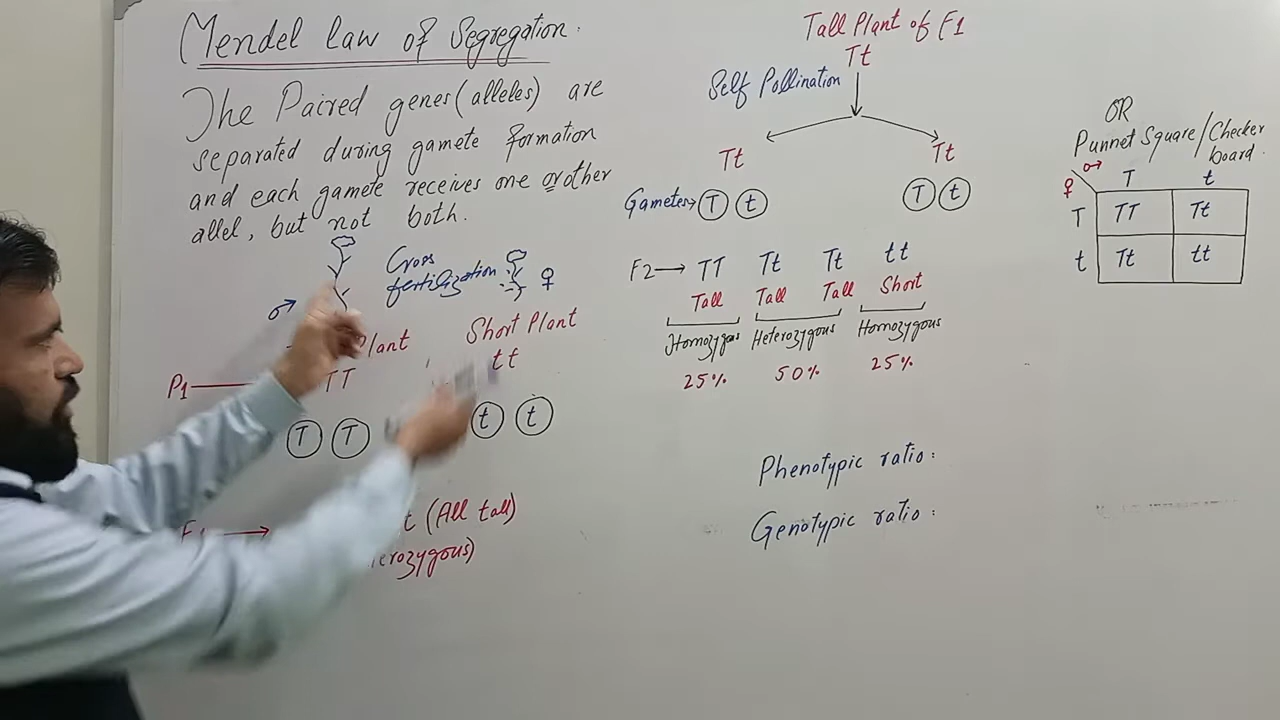 Mendel law of Segregation.
The Paired genes (alleles) are
separated during gamete formation
and each gamete receives one or other
allel, but not both.
♂
Cross
fertilization
♀
Plant
Short Plant
P1
TT
tt
T T
t t
F1
t (All tall)
erozygous)
Tall Plant of F1
Tt
Self Pollination
Tt
Tt
Gametes→ T t
T t
F2→ TT Tt Tt tt
Tall Tall Tall Short
Homozygous Heterozygous Homozygous
25% 50% 25%
Phenotypic ratio:
Genotypic ratio:
OR
Punnet Square/Checker
board.
♂
♀
T t
T TT Tt
t Tt tt